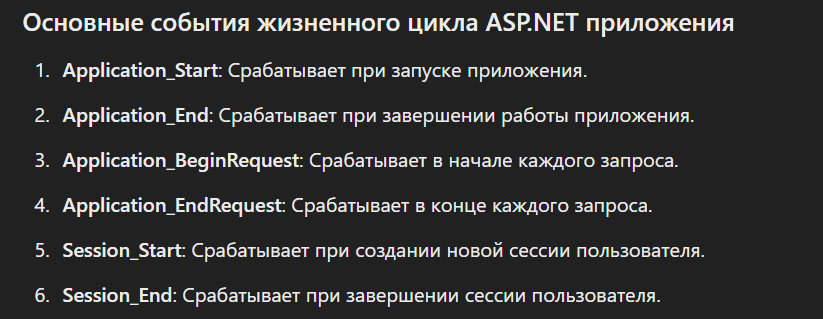 Основные события жизненного цикла ASP.NET приложения
1. Application_Start: Срабатывает при запуске приложения.
2. Application_End: Срабатывает при завершении работы приложения.
3. Application_BeginRequest: Срабатывает в начале каждого запроса.
4. Application_EndRequest: Срабатывает в конце каждого запроса.
5. Session_Start: Срабатывает при создании новой сессии пользователя.
6. Session_End: Срабатывает при завершении сессии пользователя.